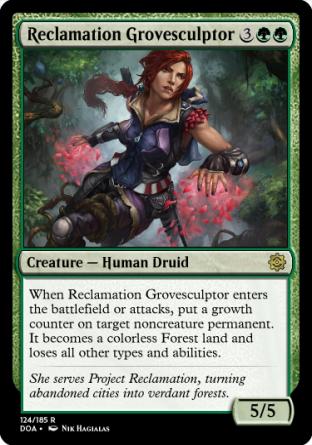 Reclamation Grovesculptor 3
Creature — Human Druid
When Reclamation Grovesculptor enters
the battlefield or attacks, put a growth
counter on target noncreature permanent.
It becomes a colorless Forest land and
loses all other types and abilities.
She serves Project Reclamation, turning
abandoned cities into verdant forests.
5/5
124/185 R
DOA • Nik Hagialas